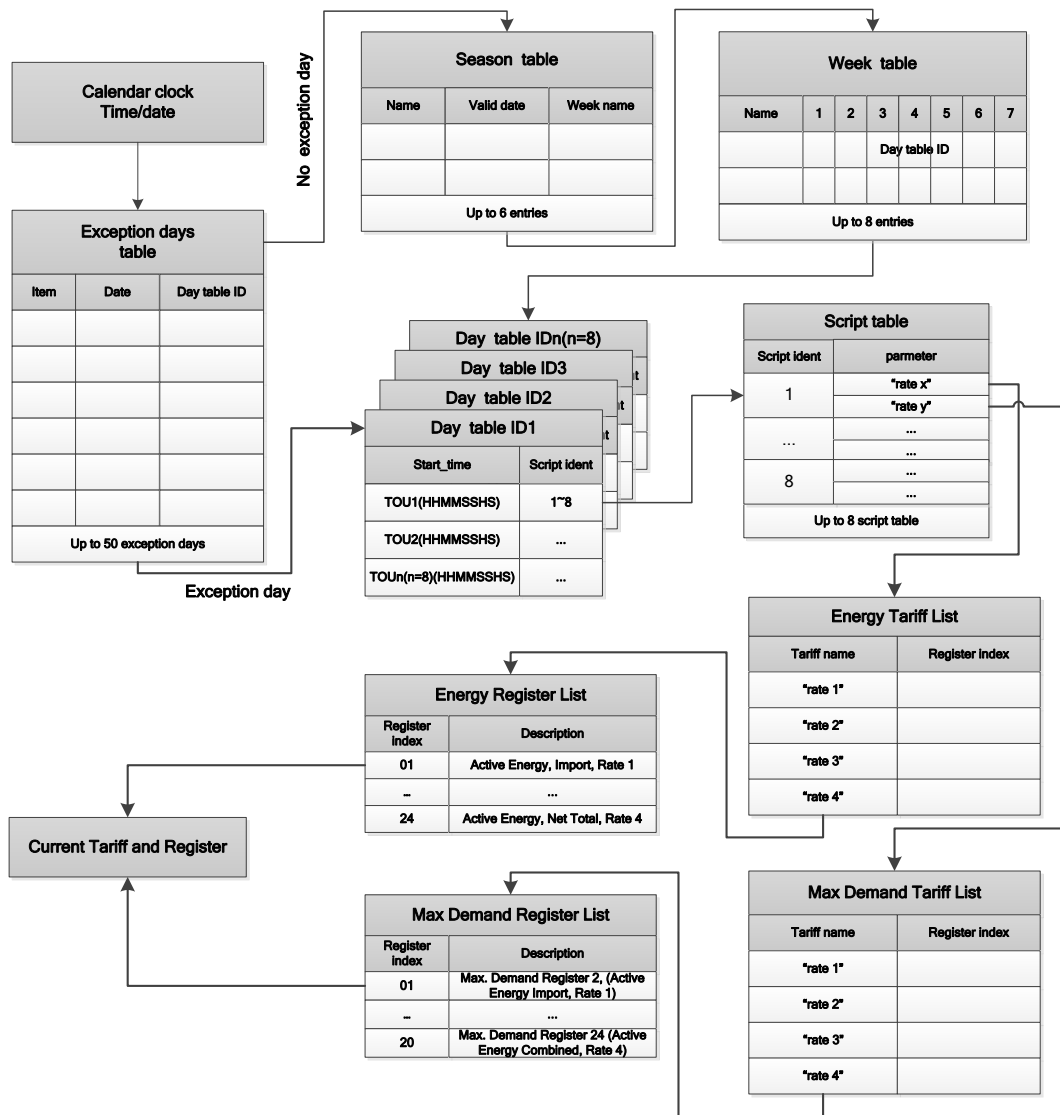 Calendar clock
Time/date
No exception day
Season table
Name Valid date Week name
Up to 6 entries
Week table
Name 1 2 3 4 5 6 7
Day table ID
Up to 8 entries
Exception days
table
Item Date Day table ID
Up to 50 exception days
Exception day
Day table IDn(n=8)
Day table ID3
Day table ID2
Day table ID1
Start_time Script ident
TOU1(HHMMSSHS) 1~8
TOU2(HHMMSSHS) ...
TOUn(n=8)(HHMMSSHS) ...
Script table
Script ident parmeter
1 "rate x"
"rate y"
... ...
...
8 ...
...
Up to 8 script table
Energy Tariff List
Tariff name Register index
"rate 1"
"rate 2"
"rate 3"
"rate 4"
Energy Register List
Register
index Description
01 Active Energy, Import, Rate 1
... ...
24 Active Energy, Net Total, Rate 4
Current Tariff and Register
Max Demand Register List
Register
index Description
01 Max. Demand Register 2, (Active
Energy Import, Rate 1)
... ...
20 Max. Demand Register 24 (Active
Energy Combined, Rate 4)
Max Demand Tariff List
Tariff name Register index
"rate 1"
"rate 2"
"rate 3"
"rate 4"